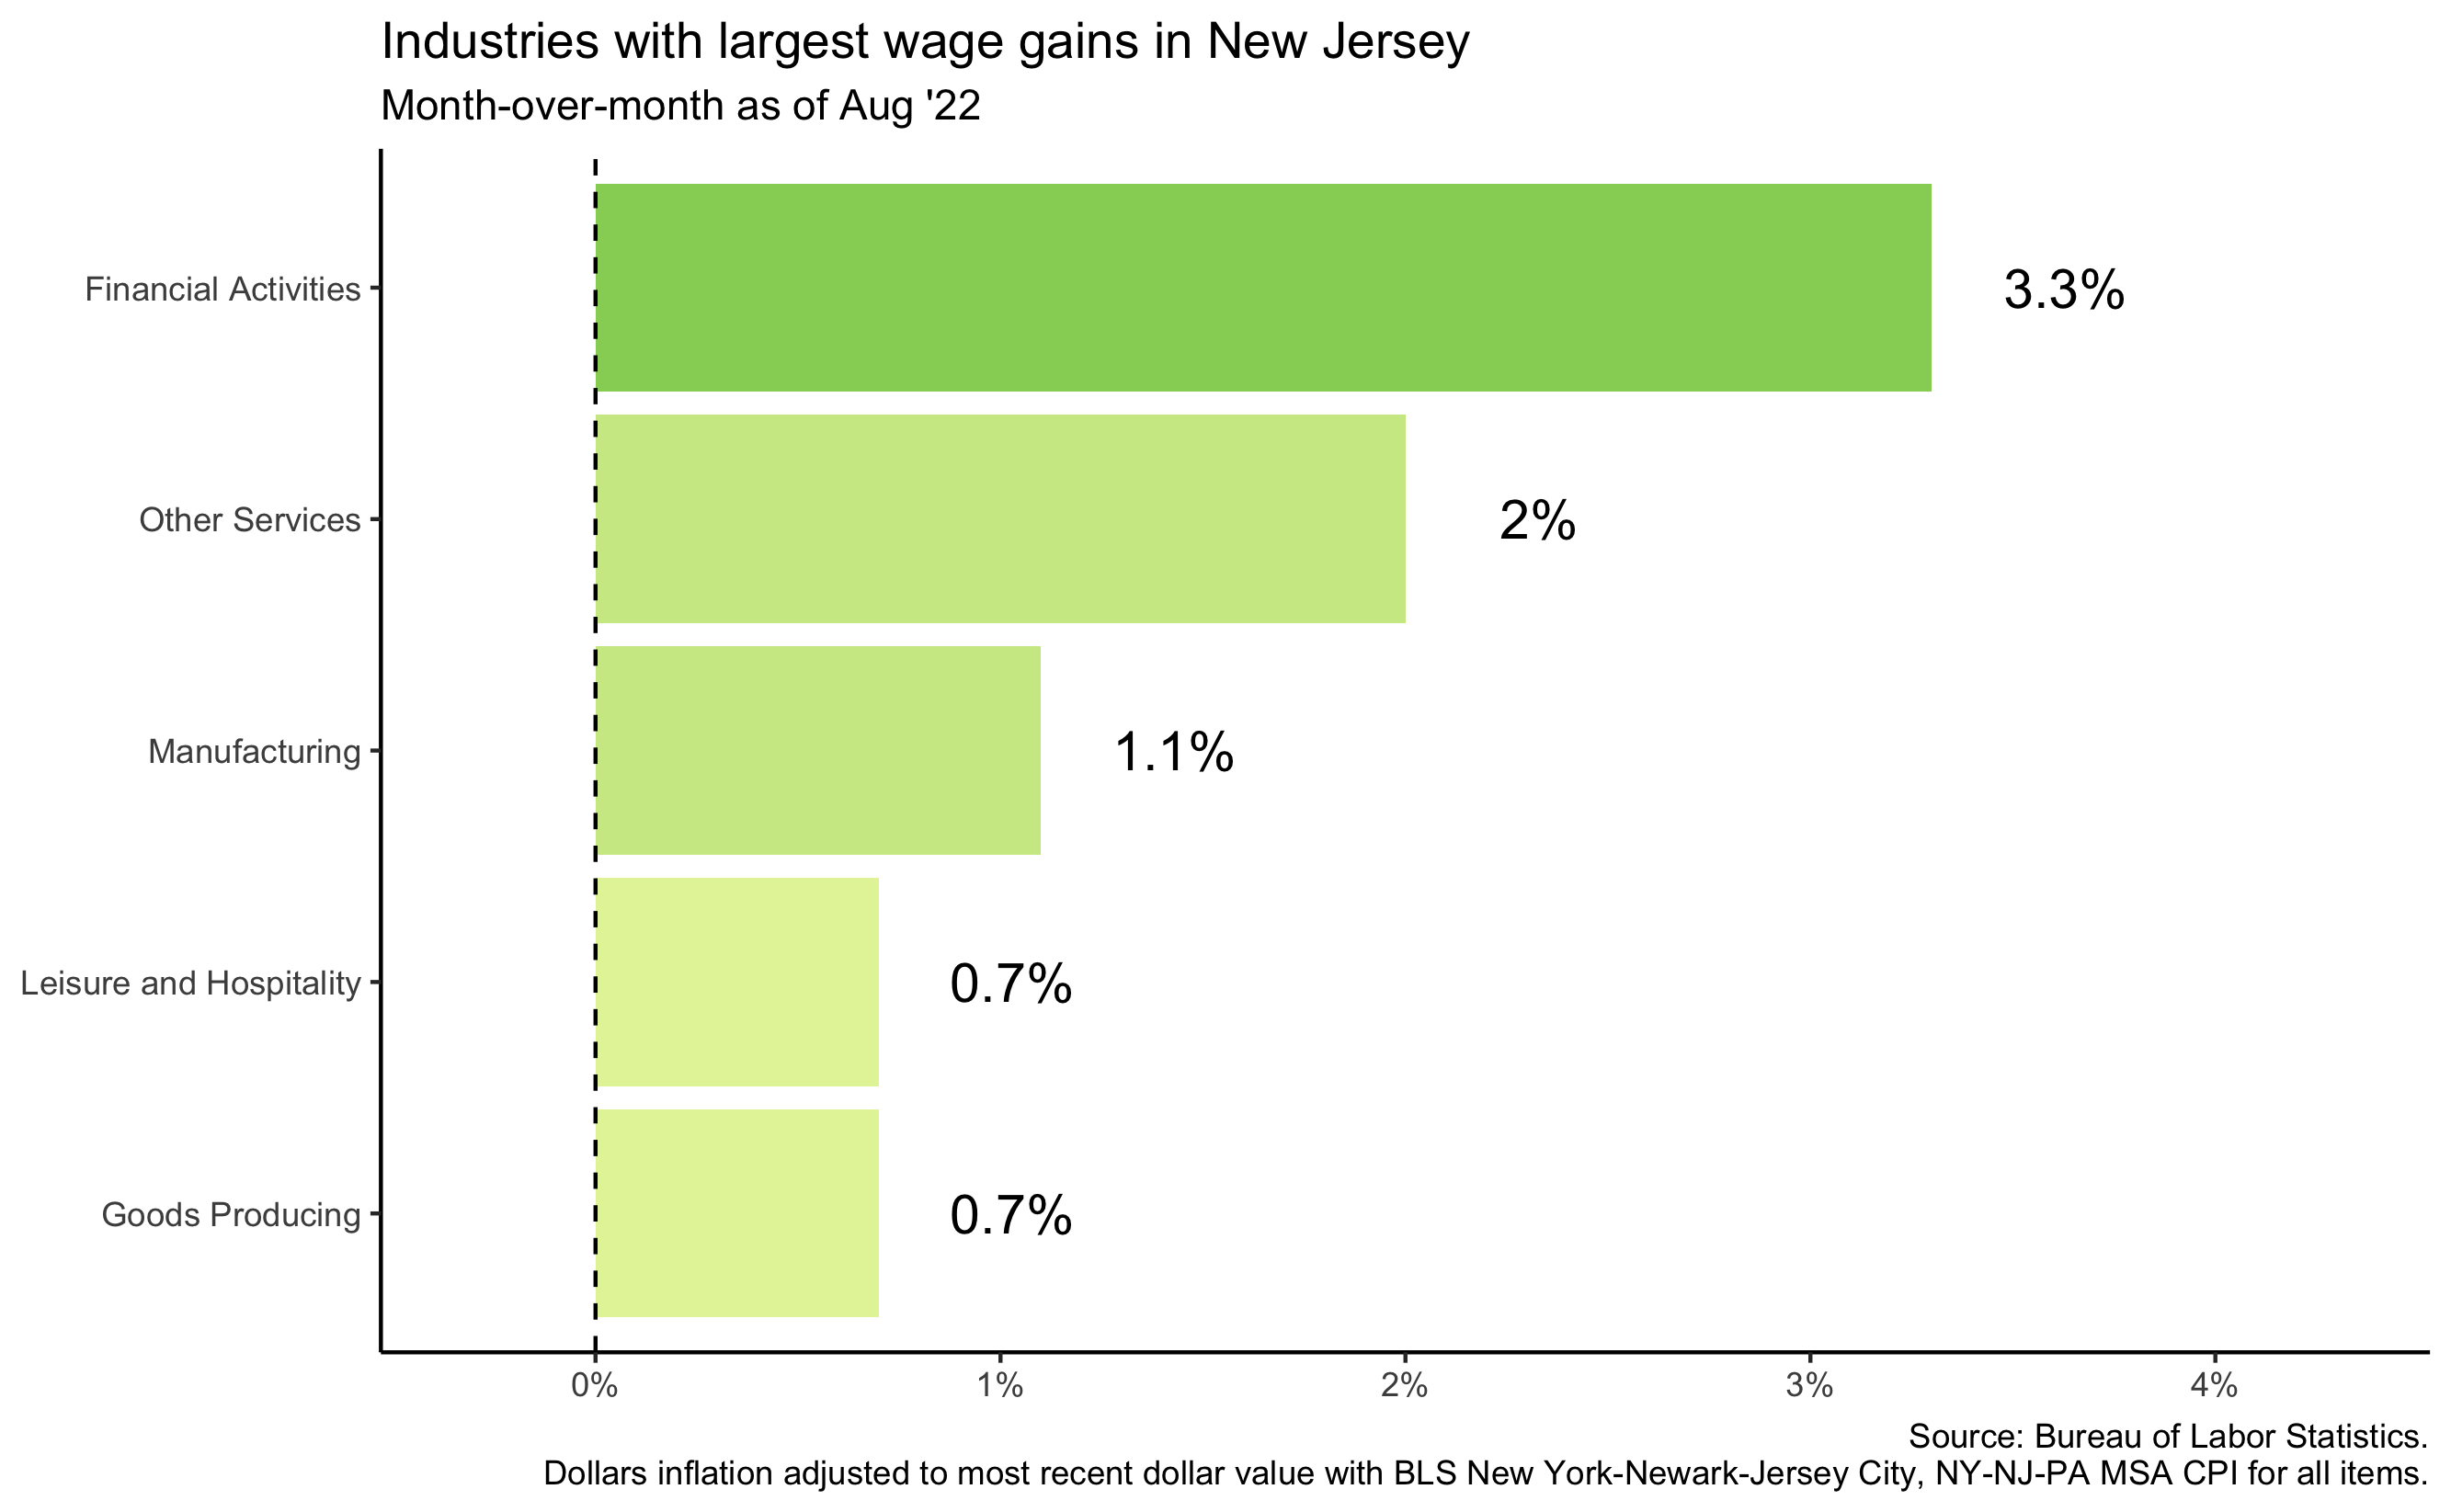 Industries with largest wage gains in New Jersey
Month-over-month as of Aug '22
Financial Activities
3.3%
Other Services
2%
Manufacturing
1.1%
Leisure and Hospitality
0.7%
Goods Producing
0.7%
0%
1%
2%
3%
4%
Source: Bureau of Labor Statistics.
Dollars inflation adjusted to most recent dollar value with BLS New York-Newark-Jersey City, NY-NJ-PA MSA CPI for all items.